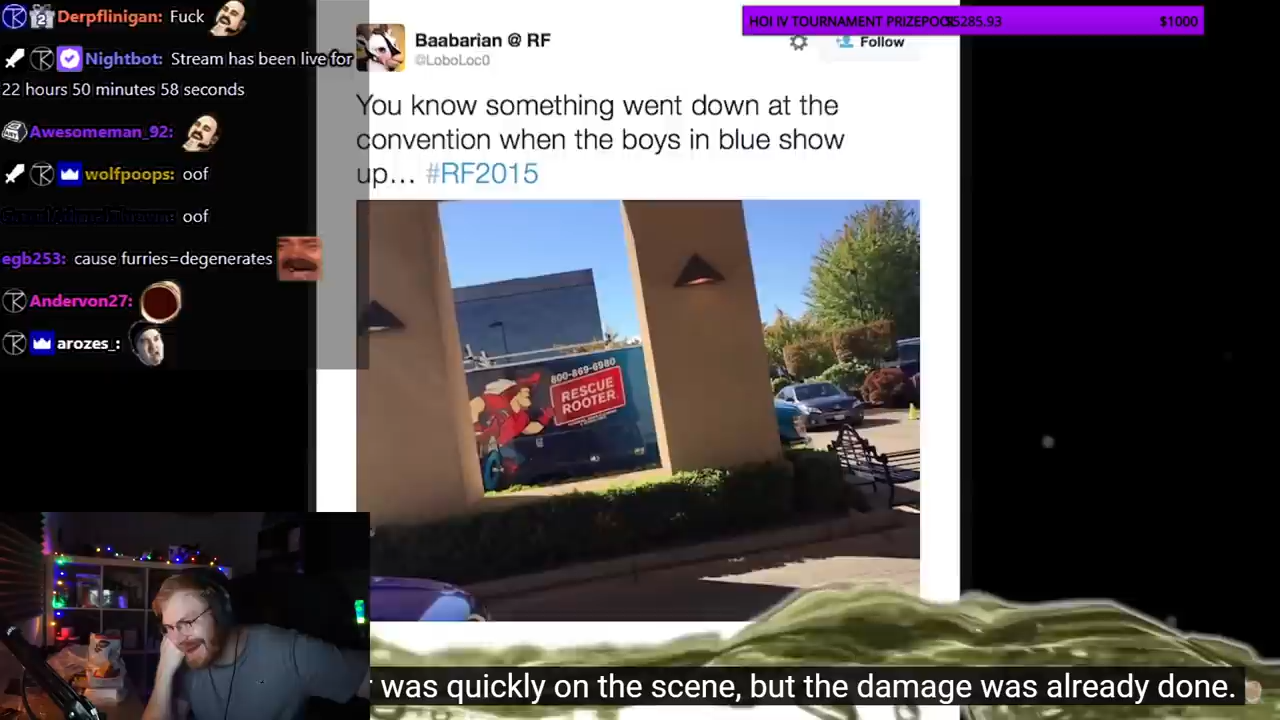 Derpflinigan: Fuck
Nightbot: Stream has been live for
22 hours 50 minutes 58 seconds
Awesomeman_92:
wolfpoops: oof
oof
egb253: cause furries=degenerates
Andervon27:
arozes_:
Baabarian @ RF
@LoboLoc0
Follow
You know something went down at the
convention when the boys in blue show
up... #RF2015
HOI IV TOURNAMENT PRIZEPOOL
$5285.93
$1000
800-869-6980
RESCUE
ROOTER
was quickly on the scene, but the damage was already done.